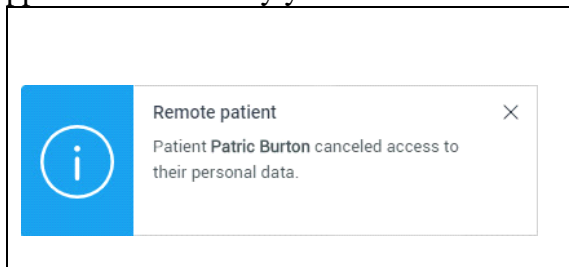 Remote patient
Patient Patric Burton canceled access to
their personal data.